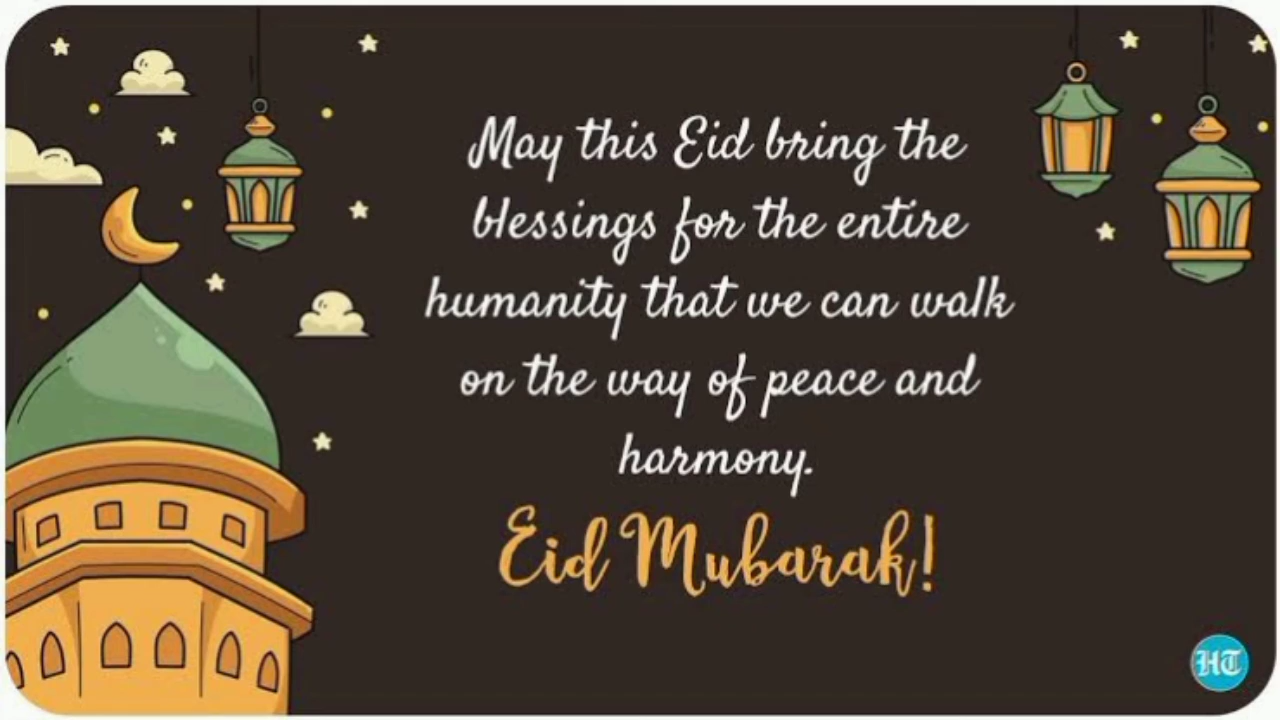 May this Eid bring the
blessings for the entire
humanity that we can walk
on the way of peace and
harmony.
Eid Mubarak!
HT